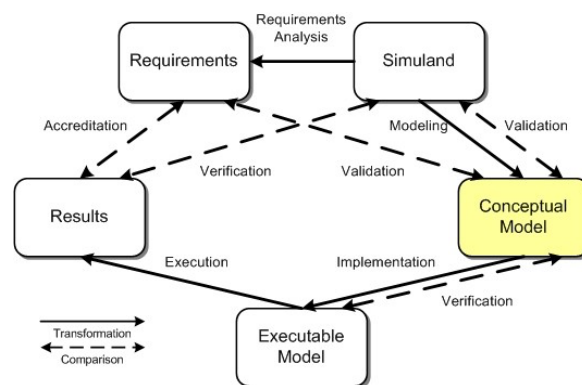 Requirements
Analysis
Requirements
Simuland
Accreditation
Modeling
Validation
Verification
Validation
Results
Conceptual
Model
Execution
Implementation
Verification
Transformation
Comparison
Executable
Model